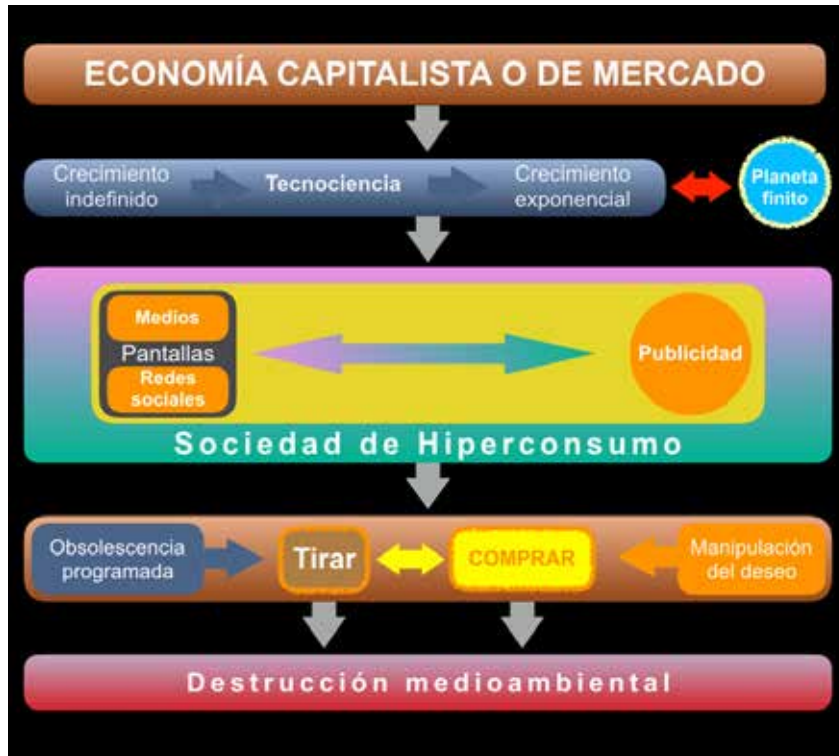 ECONOMÍA CAPITALISTA O DE MERCADO
Crecimiento
indefinido
Tecnociencia
Crecimiento
exponencial
Planeta
finito
Medios
Pantallas
Redes
sociales
Publicidad
Sociedad de Hiperconsumo
Obsolescencia
programada
Tirar
COMPRAR
Manipulación
del deseo
Destrucción medioambiental